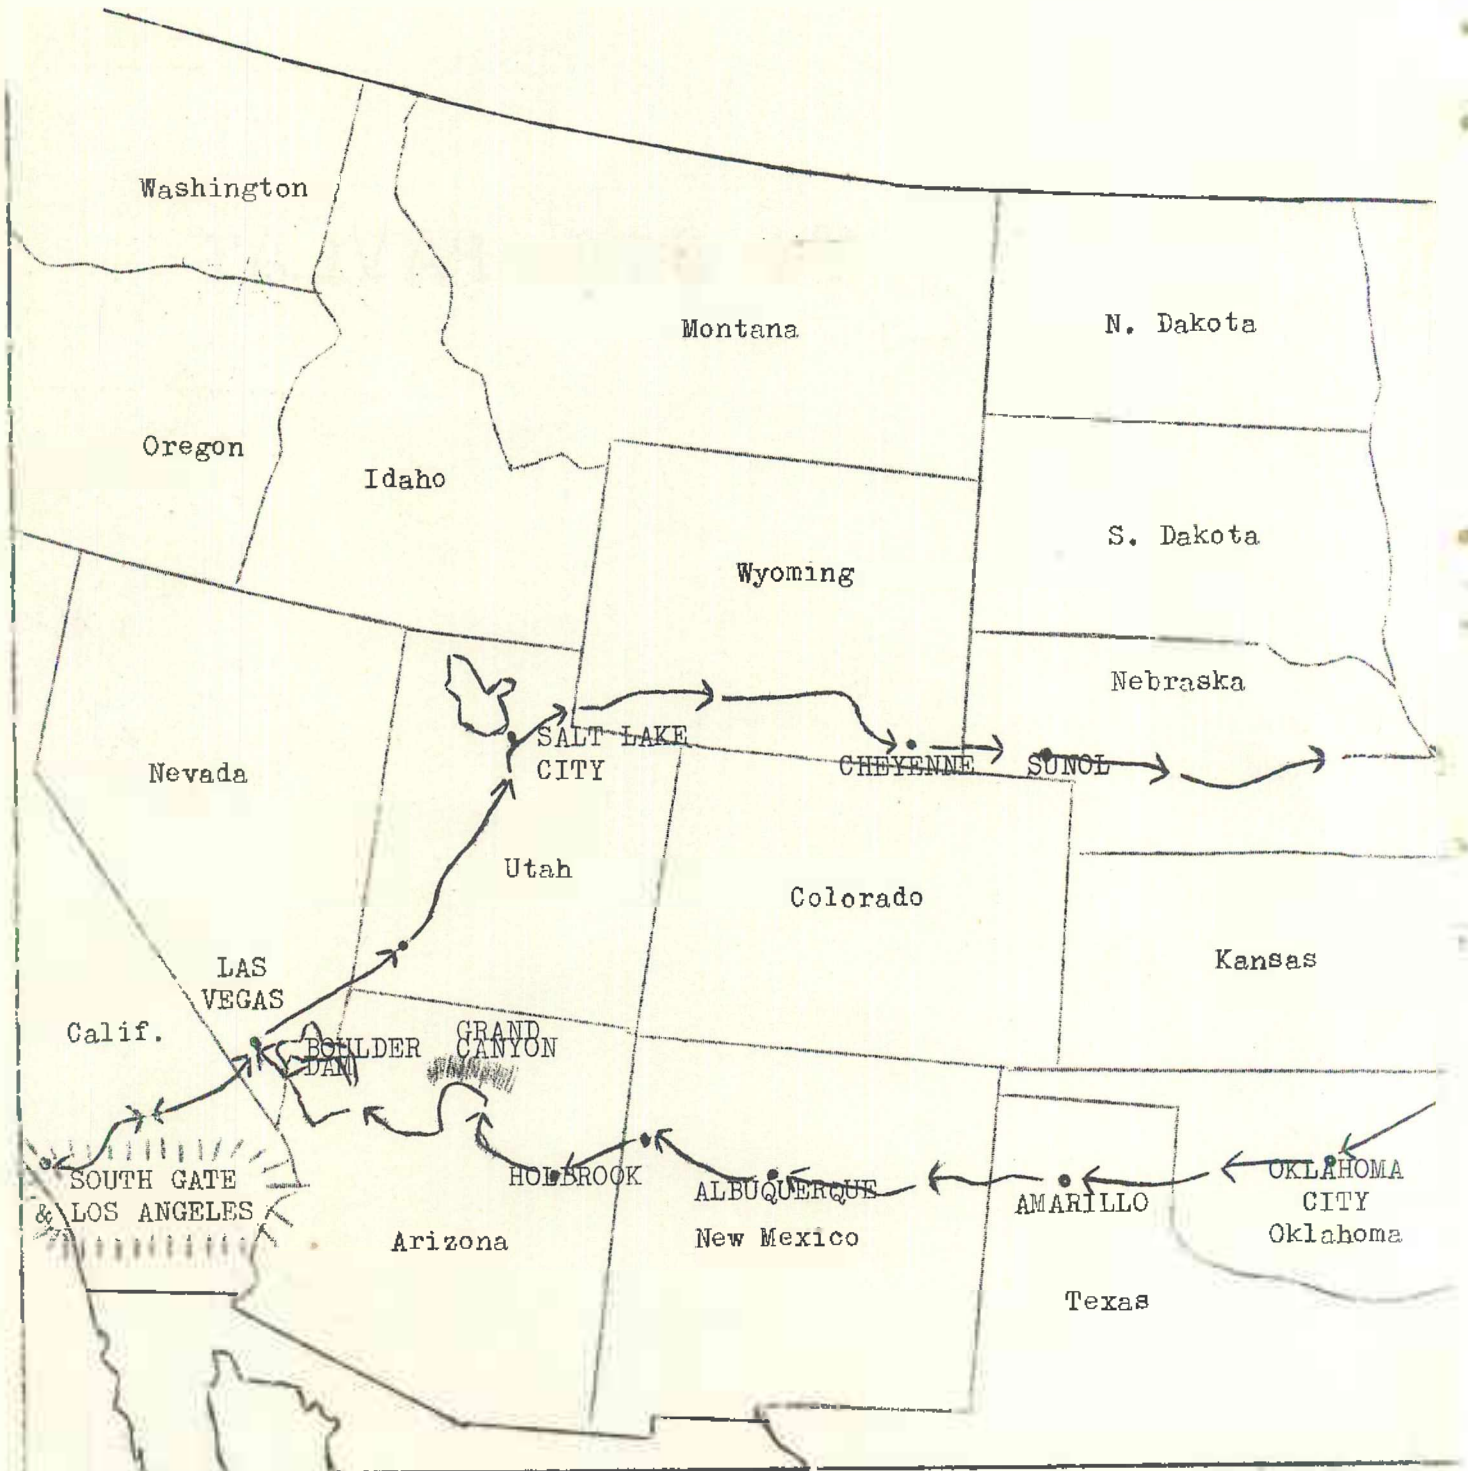 Washington
Montana
N. Dakota
Oregon
Idaho
S. Dakota
Wyoming
Nebraska
SALT LAKE
CITY
CHEYENNE
SUNOL
Nevada
Utah
Colorado
Kansas
LAS
VEGAS
Calif.
BOULDER
DAM
GRAND
CANYON
SOUTH GATE
& LOS ANGELES
HOLBROOK
ALBUQUERQUE
AMARILLO
OKLAHOMA
CITY
Oklahoma
Arizona
New Mexico
Texas